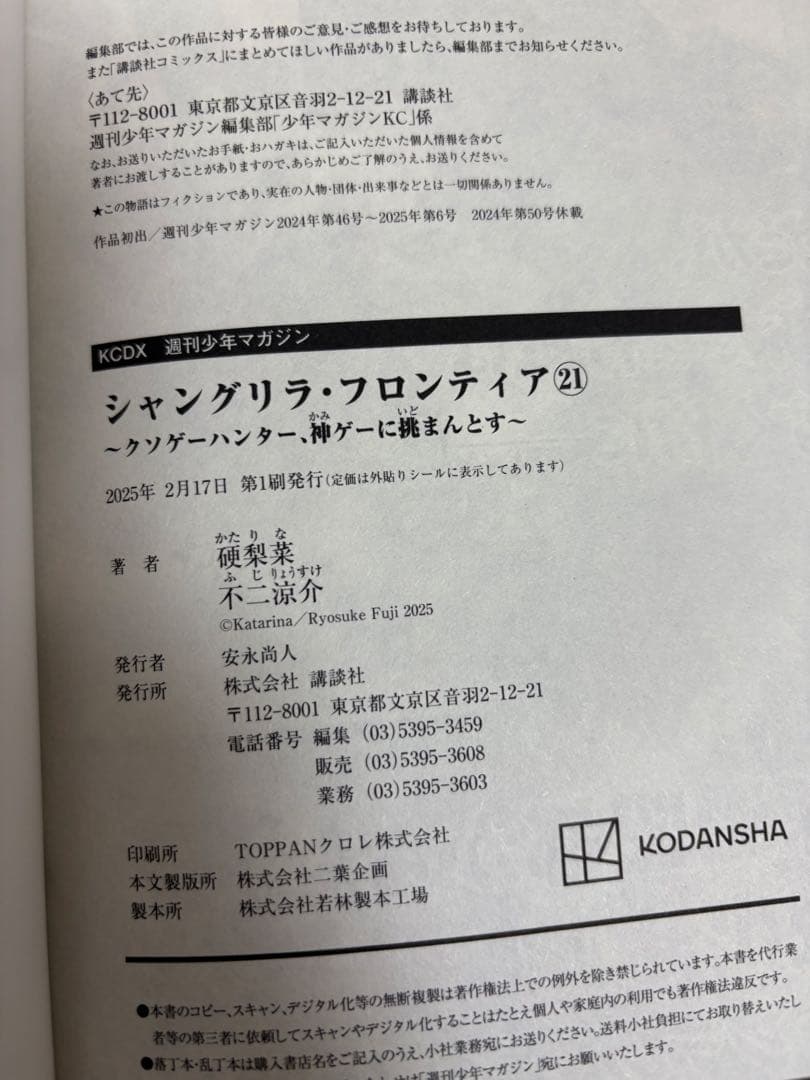 編集部では、この作品に対する皆様のご意見・ご感想をお待ちしております。
また「講談社コミックス」にまとめてほしい作品がありましたら、編集部までお知らせください。
〈あて先〉
〒112-8001 東京都文京区音羽2-12-21 講談社
週刊少年マガジン編集部「少年マガジンKC」係
なお、お送りいただいたお手紙・おハガキは、ご記入いただいた個人情報を含めて
著者にお渡しすることがありますので、あらかじめご了解のうえ、お送りください。
★この物語はフィクションであり、実在の人物・団体・出来事などとは一切関係ありません。
作品初出／週刊少年マガジン2024年第46号〜2025年第6号 2024年第50号休載
KCDX 週刊少年マガジン
シャングリラ・フロンティア㉑
かみ いど
〜クソゲーハンター、神ゲーに挑まんとす〜
2025年 2月17日 第1刷発行(定価は外貼りシールに表示してあります)
かた り な
著 者 硬梨菜
ふ じ りょうすけ
不二涼介
©Katarina／Ryosuke Fuji 2025
発行者 安永尚人
発行所 株式会社 講談社
〒112-8001 東京都文京区音羽2-12-21
電話番号 編集 (03)5395-3459
販売 (03)5395-3608
業務 (03)5395-3603
印刷所 TOPPANクロレ株式会社
本文製版所 株式会社二葉企画
製本所 株式会社若林製本工場
KODANSHA
●本書のコピー、スキャン、デジタル化等の無断複製は著作権法上での例外を除き禁じられています。本書を代行業
者等の第三者に依頼してスキャンやデジタル化することはたとえ個人や家庭内の利用でも著作権法違反です。
●落丁本・乱丁本は購入書店名をご記入のうえ、小社業務宛にお送りください。送料小社負担にてお取り替えいたし
「週刊少年マガジン」宛にお願いいたします。